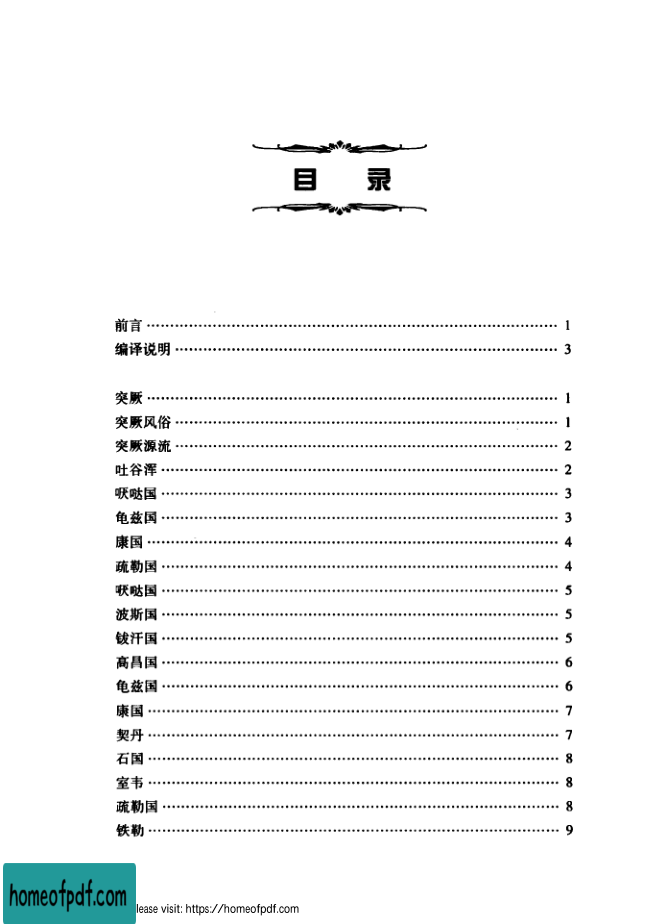 目 录
前言 …… 1
编译说明 …… 3
突厥 …… 1
突厥风俗 …… 1
突厥源流 …… 2
吐谷浑 …… 2
哒国 …… 3
龟兹国 …… 3
康国 …… 4
疏勒国 …… 4
哒国 …… 5
波斯国 …… 5
钹汗国 …… 5
高昌国 …… 6
龟兹国 …… 6
康国 …… 7
契丹 …… 7
石国 …… 8
室韦 …… 8
疏勒国 …… 8
铁勒 …… 9
homeofpdf.com
lease visit: https://homeofpdf.com